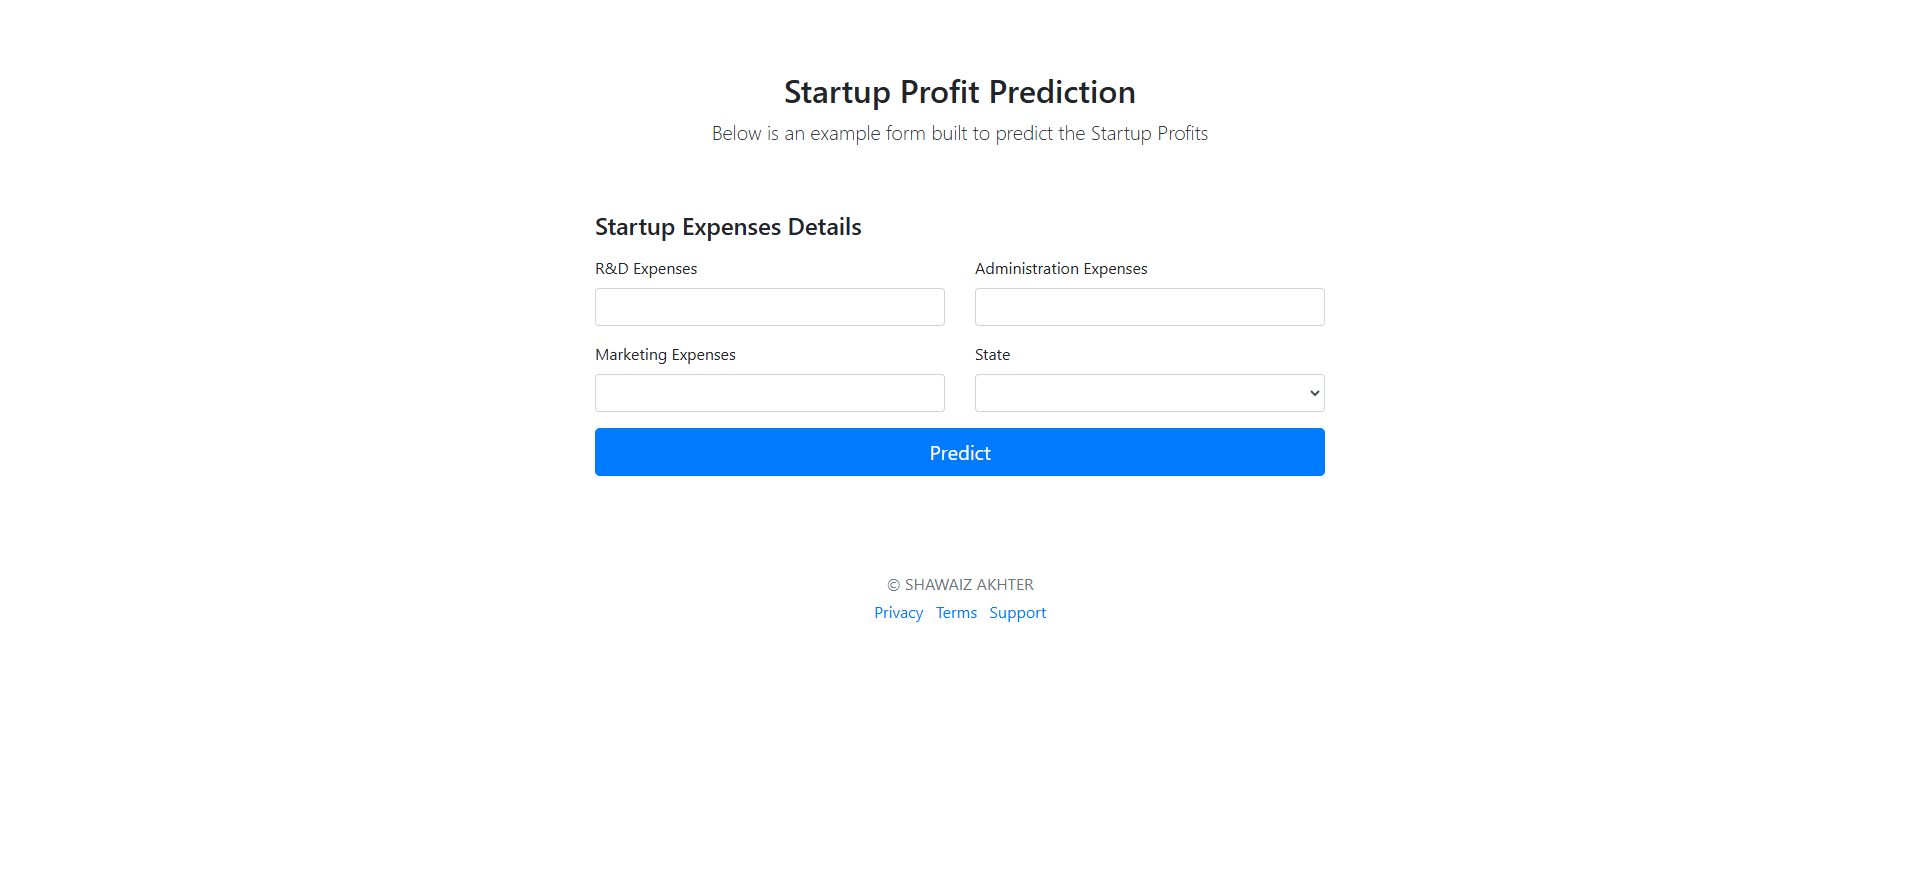 Startup Profit Prediction
Below is an example form built to predict the Startup Profits
Startup Expenses Details
R&D Expenses
Administration Expenses
Marketing Expenses
State
Predict
© SHAWAIZ AKHTER
Privacy Terms Support